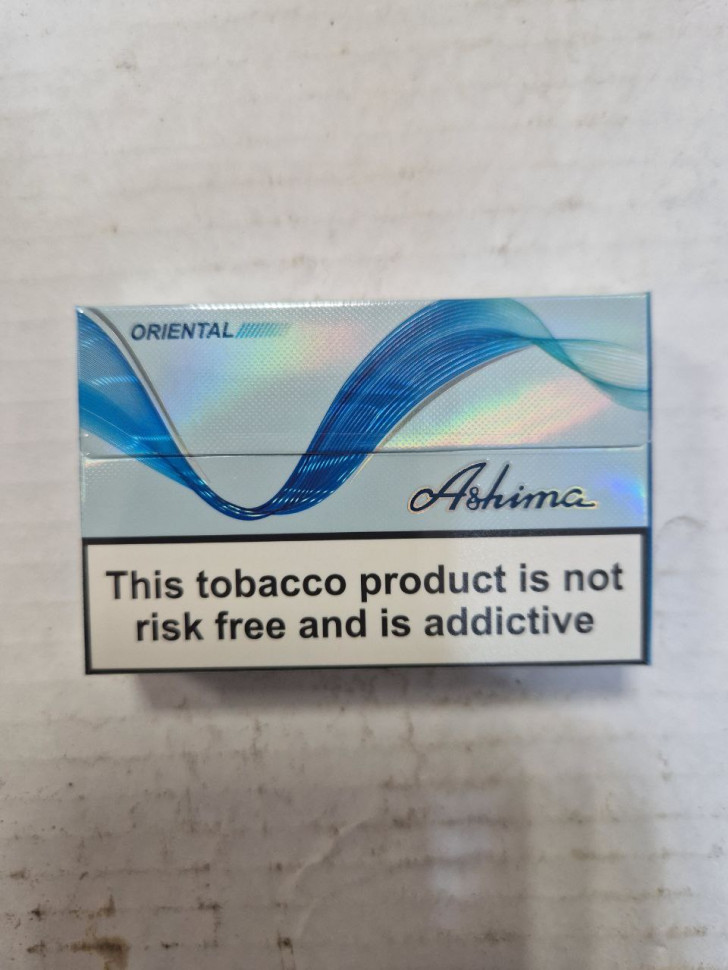 ORIENTAL
Ashima
This tobacco product is not
risk free and is addictive